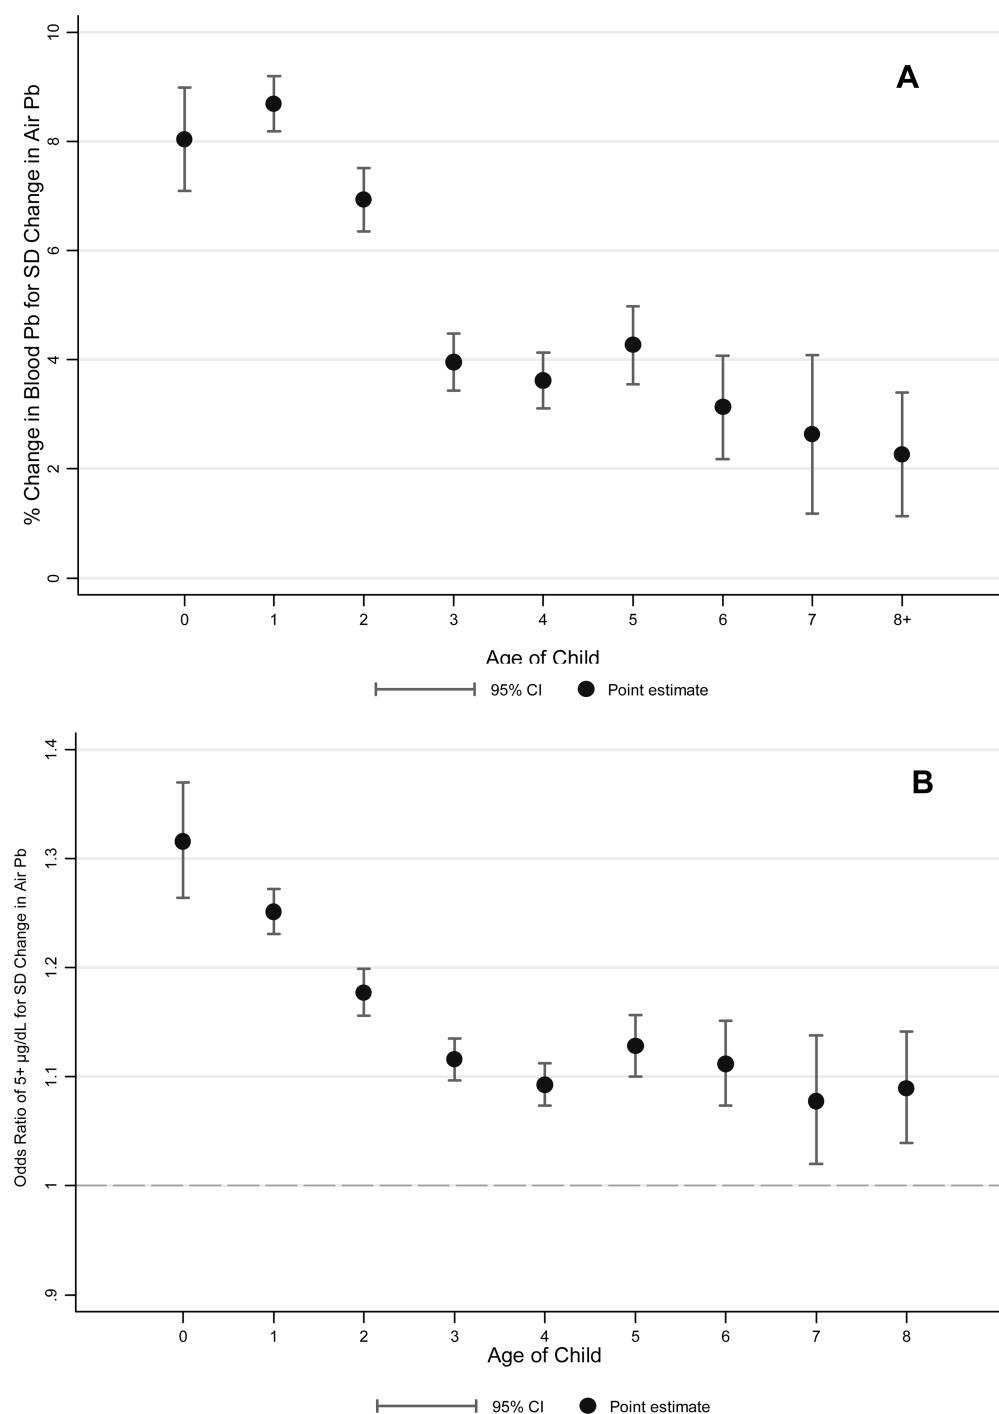 A
% Change in Blood Pb for SD Change in Air Pb
10
8
6
4
2
0
0 1 2 3 4 5 6 7 8+
Age of Child
95% CI Point estimate
B
Odds Ratio of 5+ µg/dL for SD Change in Air Pb
1.4
1.3
1.2
1.1
1
.9
0 1 2 3 4 5 6 7 8
Age of Child
95% CI Point estimate